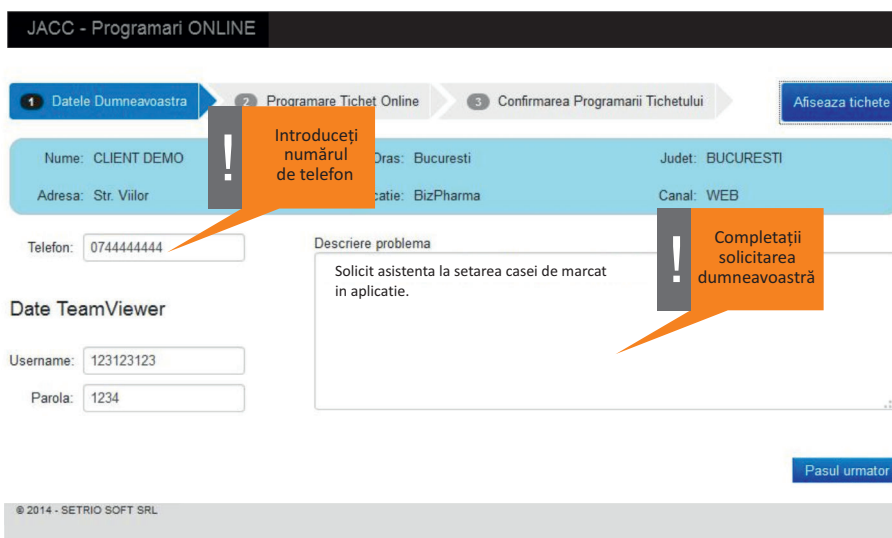 JACC - Programari ONLINE
1 Datele Dumneavoastra
2 Programare Tichet Online
3 Confirmarea Programarii Tichetului
Afiseaza tichete
! Introduceți
numărul
de telefon
Nume: CLIENT DEMO
Oras: Bucuresti
Judet: BUCURESTI
Adresa: Str. Viilor
catie: BizPharma
Canal: WEB
Telefon: 0744444444
Descriere problema
! Completații
solicitarea
dumneavoastră
Solicit asistenta la setarea casei de marcat
in aplicatie.
Date TeamViewer
Username: 123123123
Parola: 1234
Pasul urmator
© 2014 - SETRIO SOFT SRL